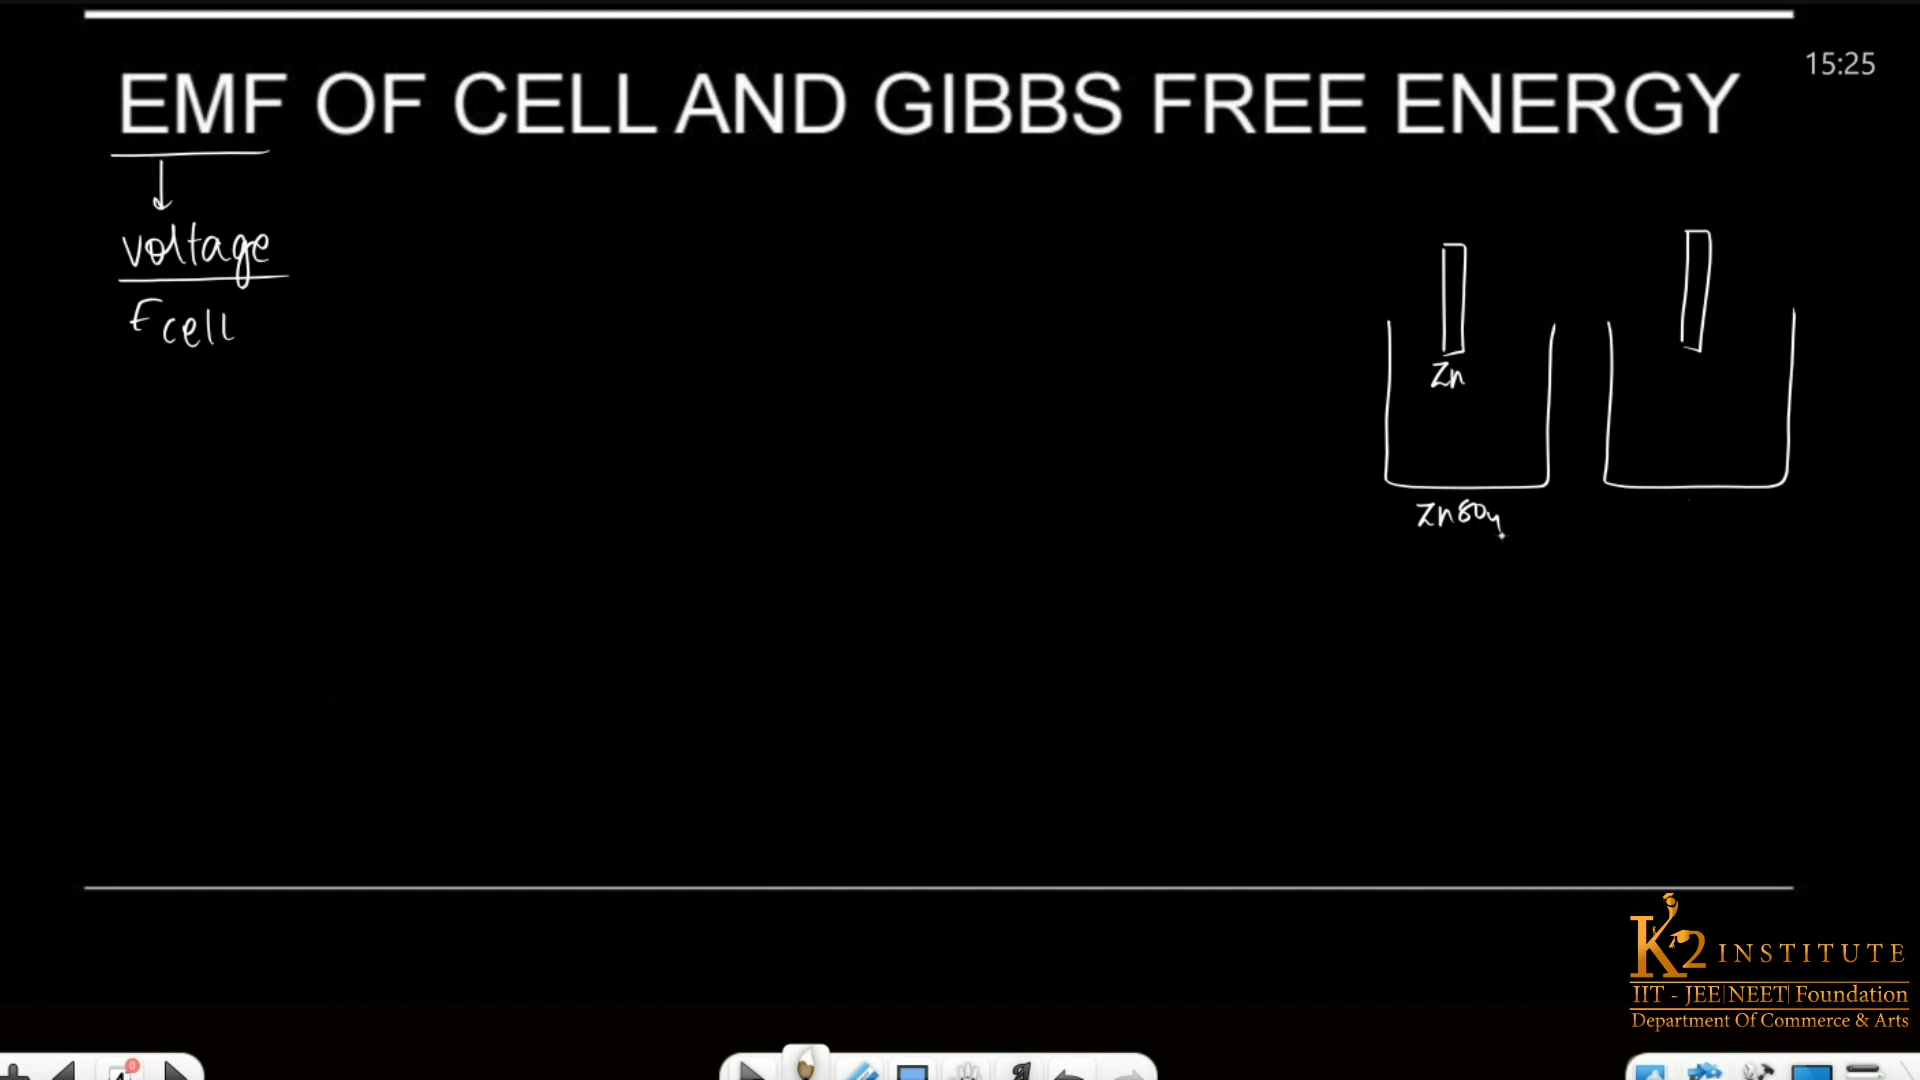 15:25
EMF OF CELL AND GIBBS FREE ENERGY
voltage
Ecell
Zn
ZnSO4
K2 INSTITUTE
IIT - JEE|NEET| Foundation
Department Of Commerce & Arts
0